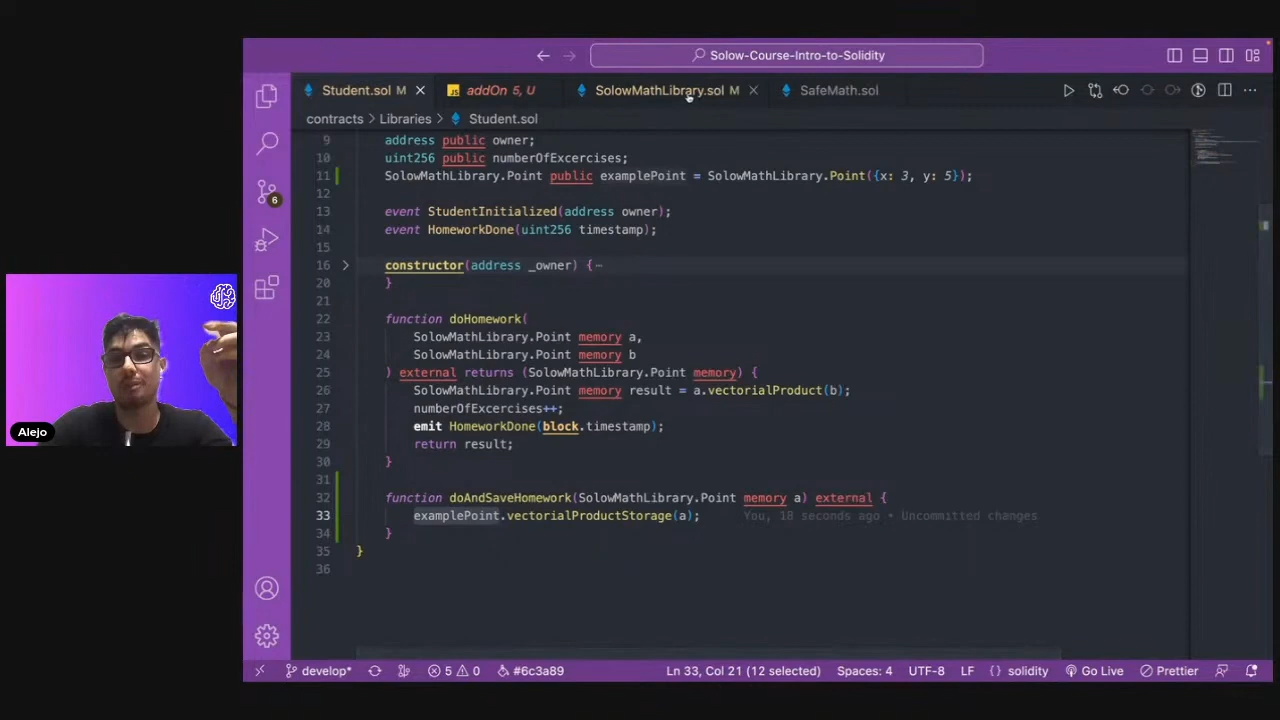 Solow-Course-Intro-to-Solidity
Student.sol M
JS addOn 5, U
SolowMathLibrary.sol M
SafeMath.sol
contracts > Libraries > Student.sol
9 address public owner;
10 uint256 public numberOfExcercises;
11 SolowMathLibrary.Point public examplePoint = SolowMathLibrary.Point({x: 3, y: 5});
12
13 event StudentInitialized(address owner);
14 event HomeworkDone(uint256 timestamp);
15
16 constructor(address _owner) {⋯
20 }
21
22 function doHomework(
23 SolowMathLibrary.Point memory a,
24 SolowMathLibrary.Point memory b
25 ) external returns (SolowMathLibrary.Point memory) {
26 SolowMathLibrary.Point memory result = a.vectorialProduct(b);
27 numberOfExcercises++;
28 emit HomeworkDone(block.timestamp);
29 return result;
30 }
31
32 function doAndSaveHomework(SolowMathLibrary.Point memory a) external {
33 examplePoint.vectorialProductStorage(a); You, 18 seconds ago • Uncommitted changes
34 }
35 }
36
6
Alejo
develop* 5 0 #6c3a89 Ln 33, Col 21 (12 selected) Spaces: 4 UTF-8 LF {} solidity Go Live Prettier